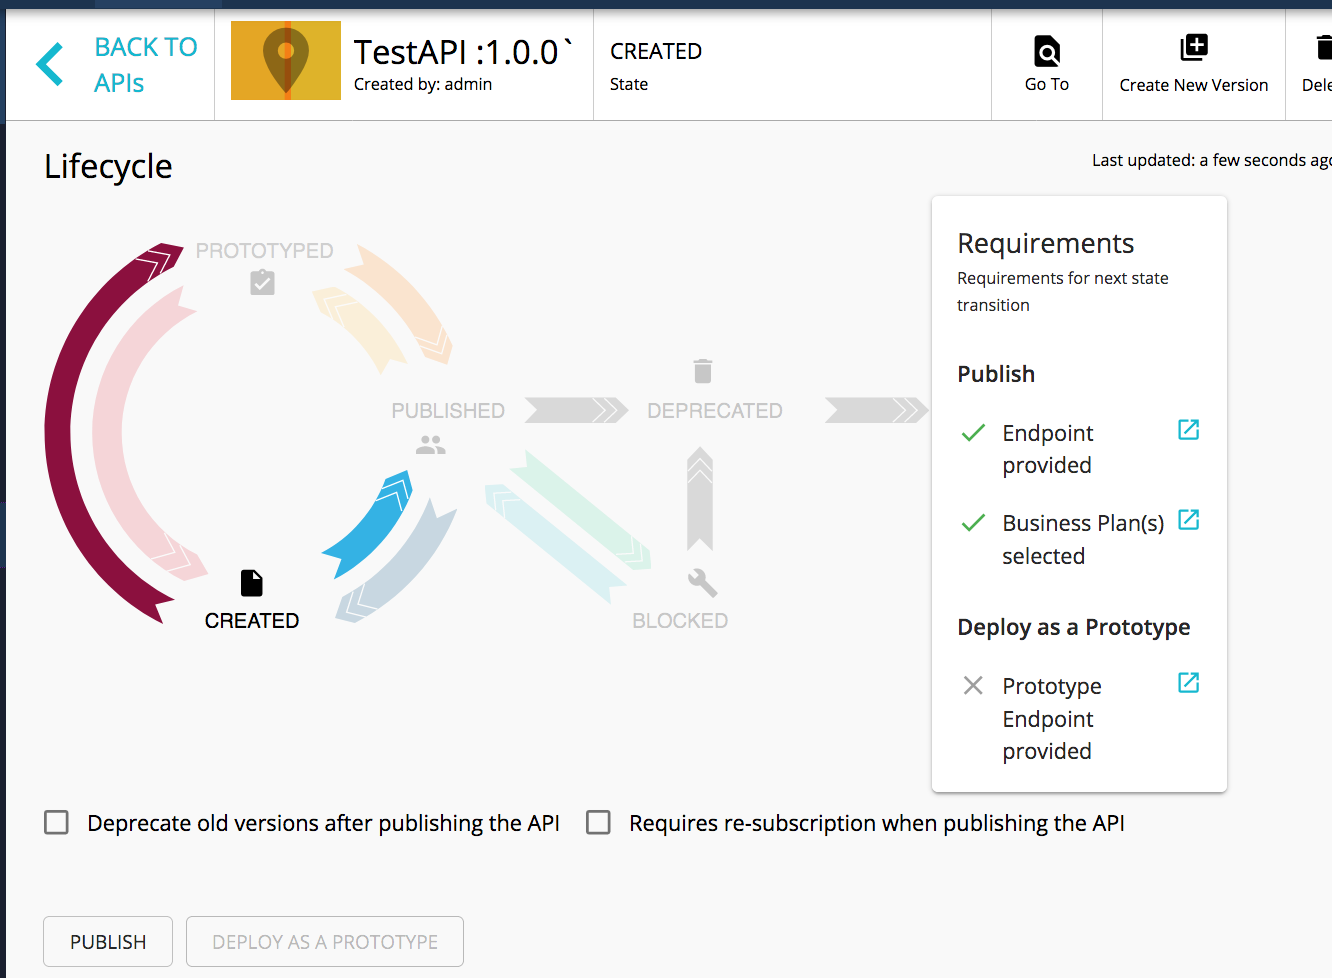 BACK TO
APIs
TestAPI :1.0.0`
Created by: admin
CREATED
State
Go To
Create New Version
Lifecycle
Last updated: a few seconds
PROTOTYPED
PUBLISHED
DEPRECATED
CREATED
BLOCKED
Requirements
Requirements for next state
transition
Publish
Endpoint
provided
Business Plan(s)
selected
Deploy as a Prototype
Prototype
Endpoint
provided
Deprecate old versions after publishing the API
Requires re-subscription when publishing the API
PUBLISH
DEPLOY AS A PROTOTYPE